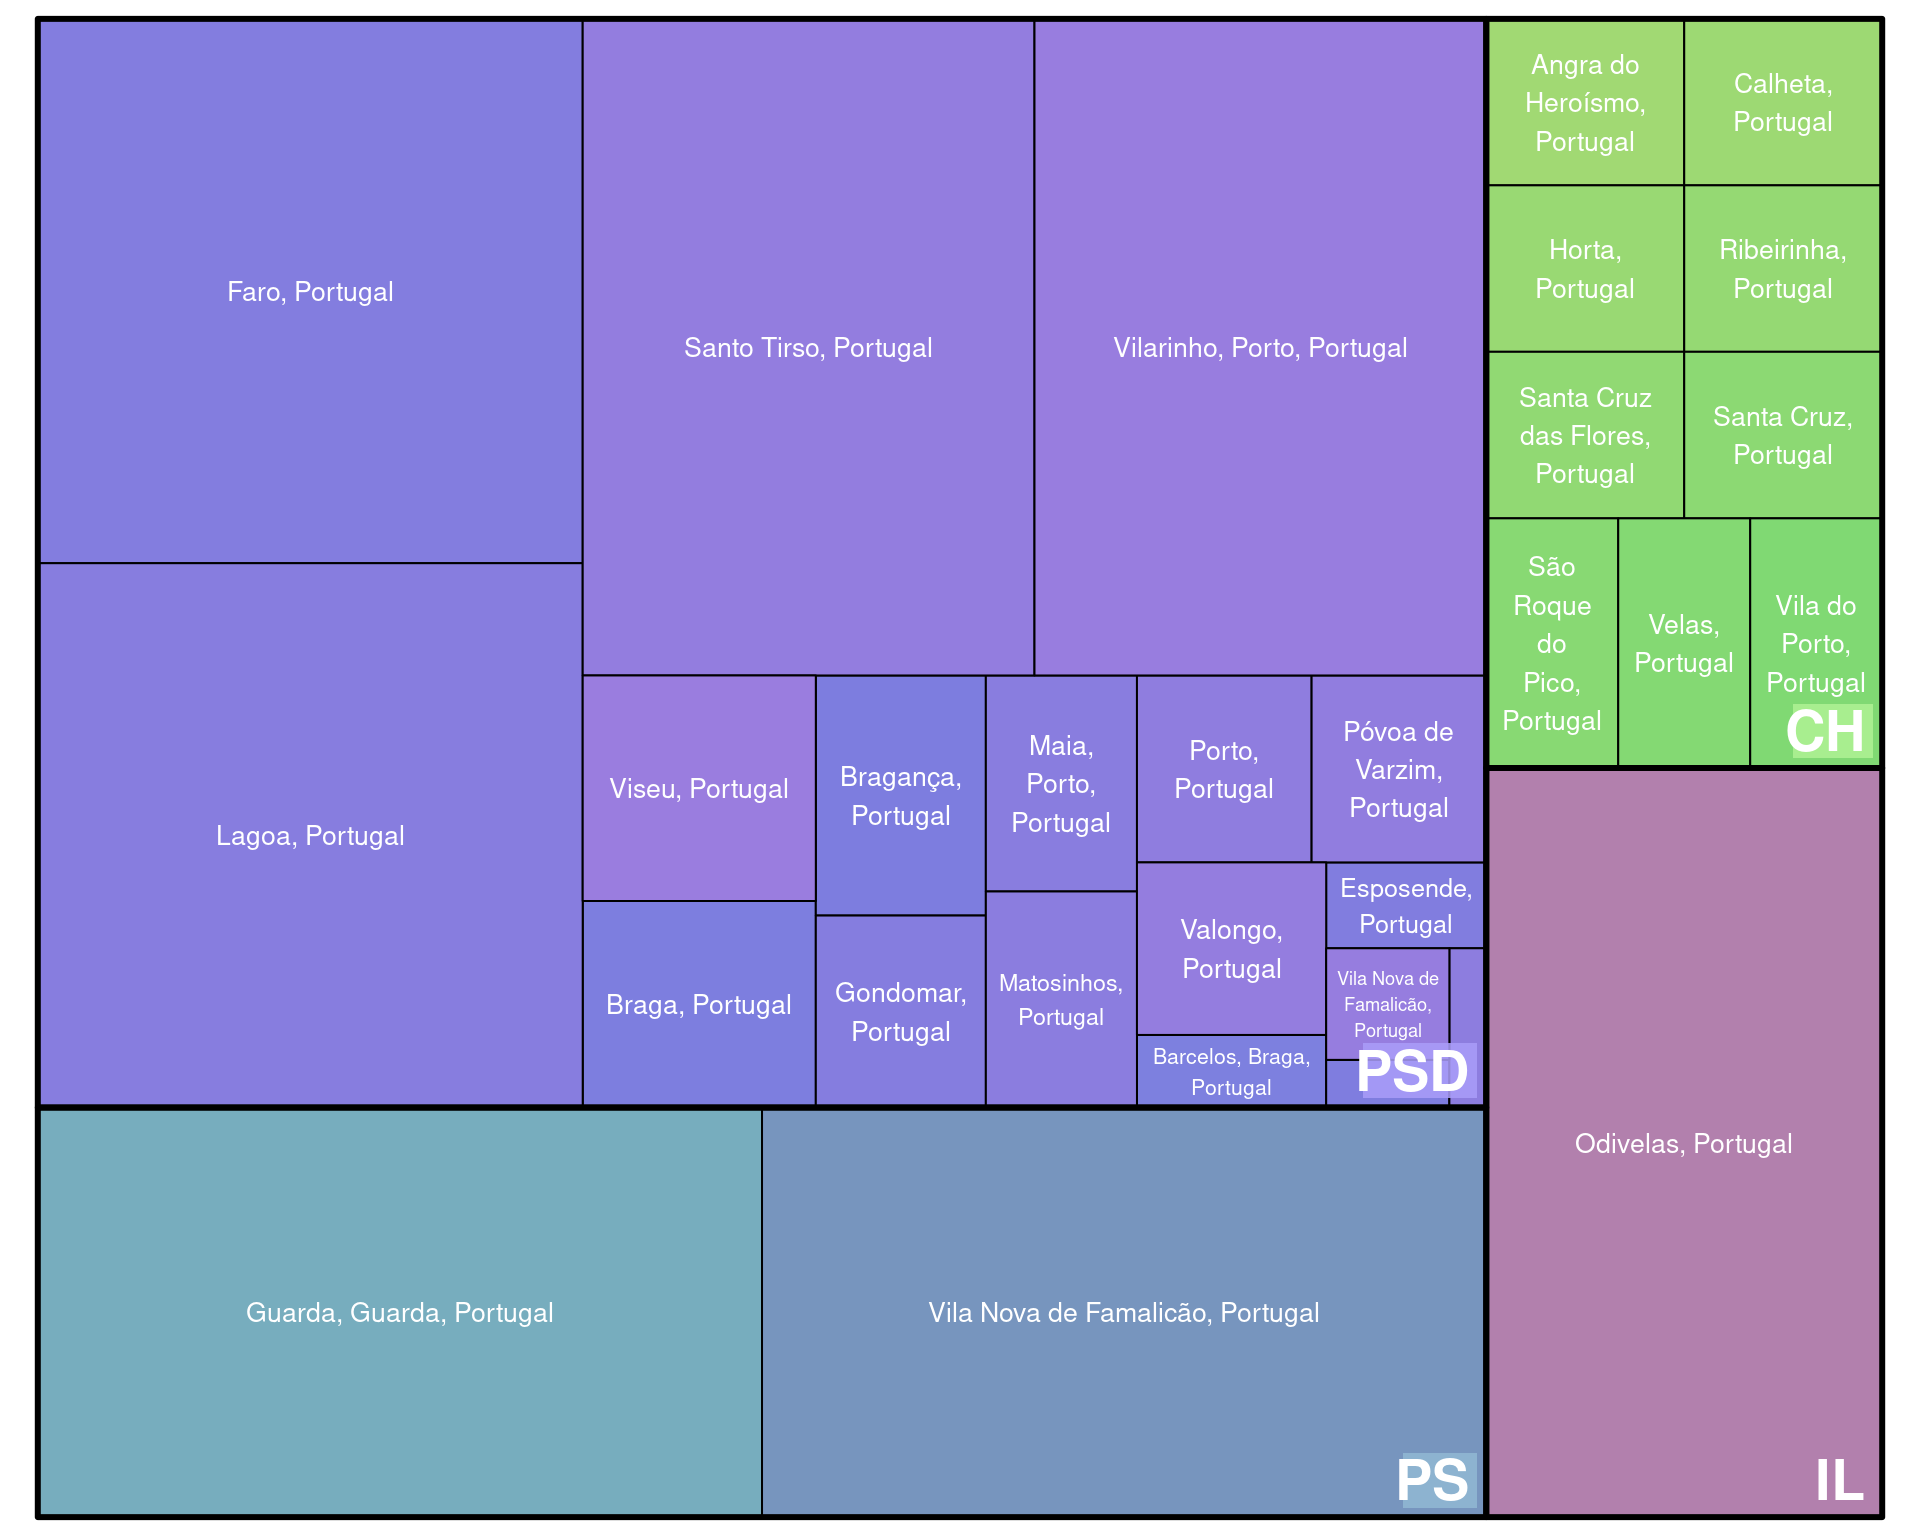 Faro, Portugal
Lagoa, Portugal
Santo Tirso, Portugal
Vilarinho, Porto, Portugal
Viseu, Portugal
Braga, Portugal
Bragança,
Portugal
Gondomar,
Portugal
Maia,
Porto,
Portugal
Matosinhos,
Portugal
Porto,
Portugal
Póvoa de
Varzim,
Portugal
Valongo,
Portugal
Barcelos, Braga,
Portugal
Esposende,
Portugal
Vila Nova de
Famalicão,
Portugal
PSD
Guarda, Guarda, Portugal
Vila Nova de Famalicão, Portugal
PS
Angra do
Heroísmo,
Portugal
Calheta,
Portugal
Horta,
Portugal
Ribeirinha,
Portugal
Santa Cruz
das Flores,
Portugal
Santa Cruz,
Portugal
São
Roque
do
Pico,
Portugal
Velas,
Portugal
Vila do
Porto,
Portugal
CH
Odivelas, Portugal
IL